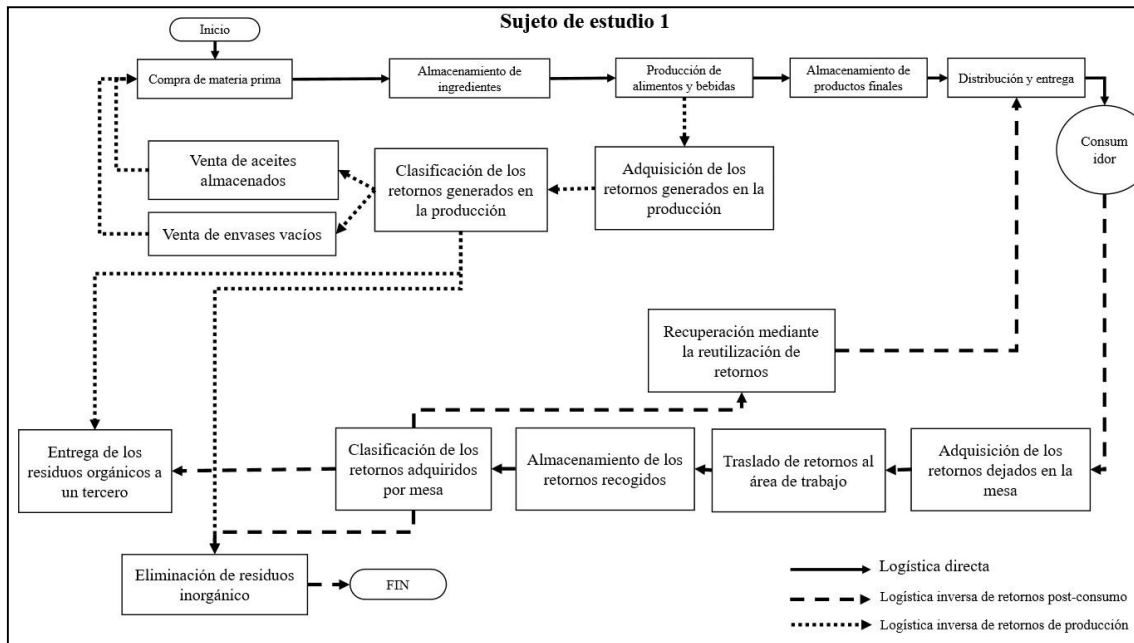 Sujeto de estudio 1
Inicio
Compra de materia prima
Almacenamiento de
ingredientes
Producción de
alimentos y bebidas
Almacenamiento de
productos finales
Distribución y entrega
Consum
idor
Venta de aceites
almacenados
Clasificación de los
retornos generados en
la producción
Adquisición de los
retornos generados en la
producción
Venta de envases vacíos
Recuperación mediante
la reutilización de
retornos
Entrega de los
residuos orgánicos a
un tercero
Clasificación de los
retornos adquiridos
por mesa
Almacenamiento de los
retornos recogidos
Traslado de retornos al
área de trabajo
Adquisición de los
retornos dejados en la
mesa
Eliminación de residuos
inorgánico
FIN
Logística directa
Logística inversa de retornos post-consumo
Logística inversa de retornos de producción